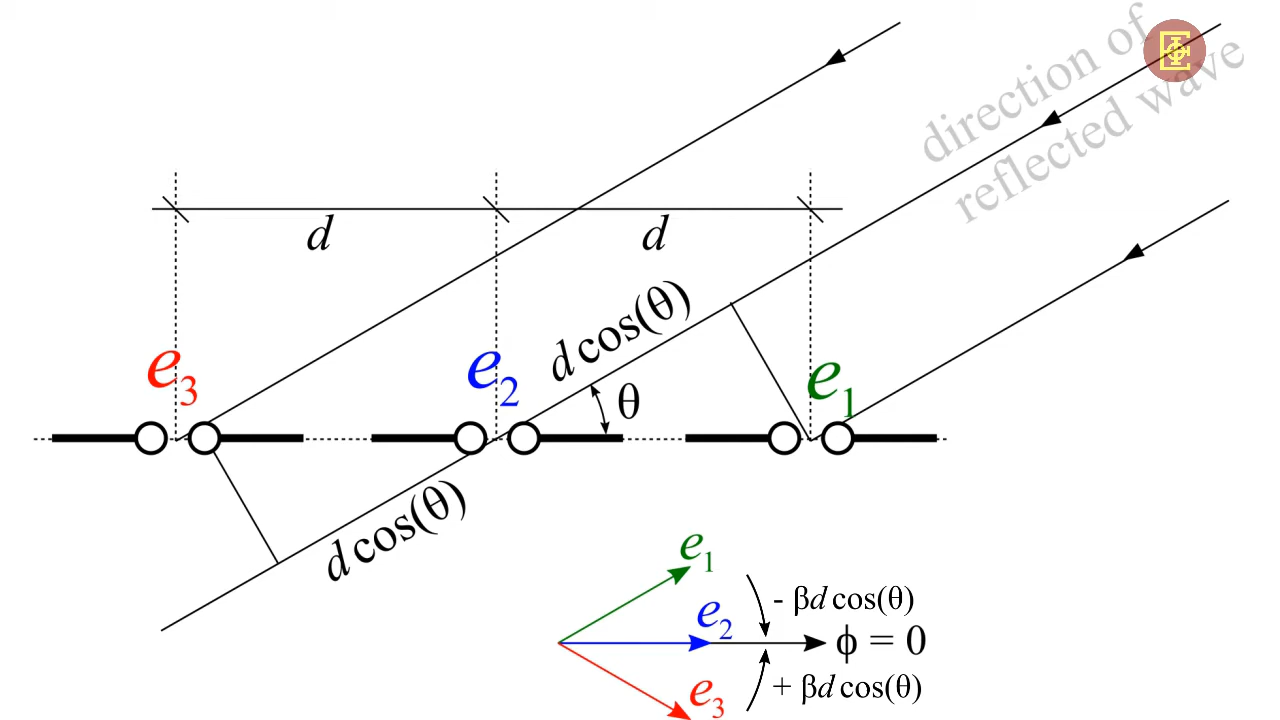 direction of
reflected wave
d
d
d cos(θ)
e3
e2
e1
θ
d cos(θ)
e1
- βd cos(θ)
e2
ϕ = 0
e3
+ βd cos(θ)